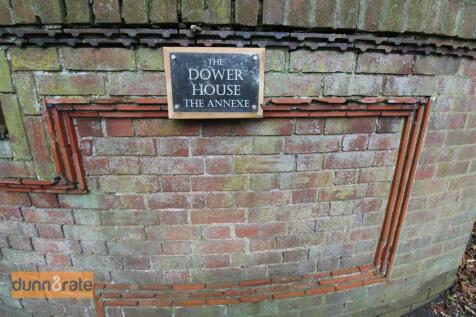 THE
DOWER
HOUSE
THE ANNEXE
dunn&rate